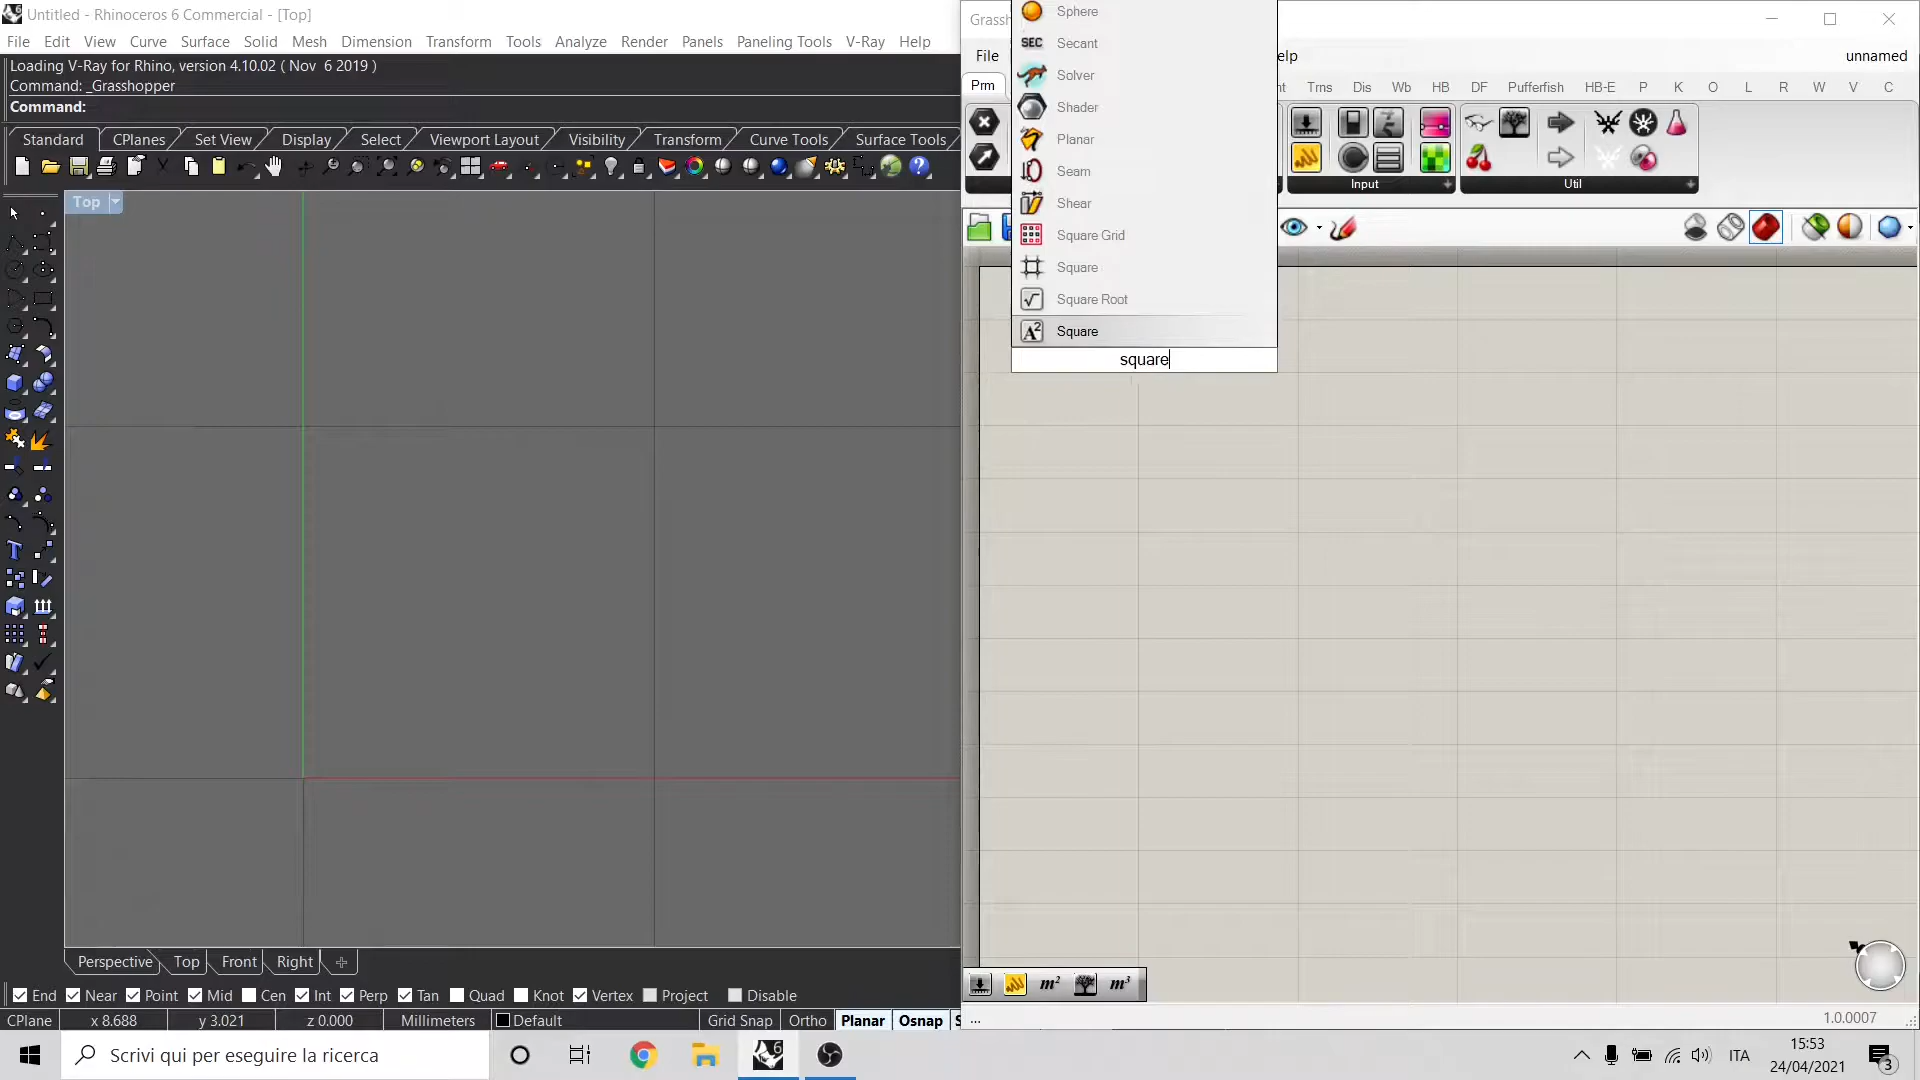 Untitled - Rhinoceros 6 Commercial - [Top]
File Edit View Curve Surface Solid Mesh Dimension Transform Tools Analyze Render Panels Paneling Tools V-Ray Help
Loading V-Ray for Rhino, version 4.10.02 ( Nov 6 2019 )
Command: _Grasshopper
Command:
Standard CPlanes Set View Display Select Viewport Layout Visibility Transform Curve Tools Surface Tools
Top
Perspective Top Front Right
End Near Point Mid Cen Int Perp Tan Quad Knot Vertex Project Disable
CPlane x 8.688 y 3.021 z 0.000 Millimeters Default Grid Snap Ortho Planar Osnap S
Grassh
File elp unnamed
Prm nt Trns Dis Wb HB DF Pufferfish HB-E P K O L R W V C
Input Util
Sphere
SEC Secant
Solver
Shader
Planar
Seam
Shear
Square Grid
Square
√ Square Root
A² Square
square
m² m³
... 1.0.0007
Scrivi qui per eseguire la ricerca
6
ITA
15:53
24/04/2021
3